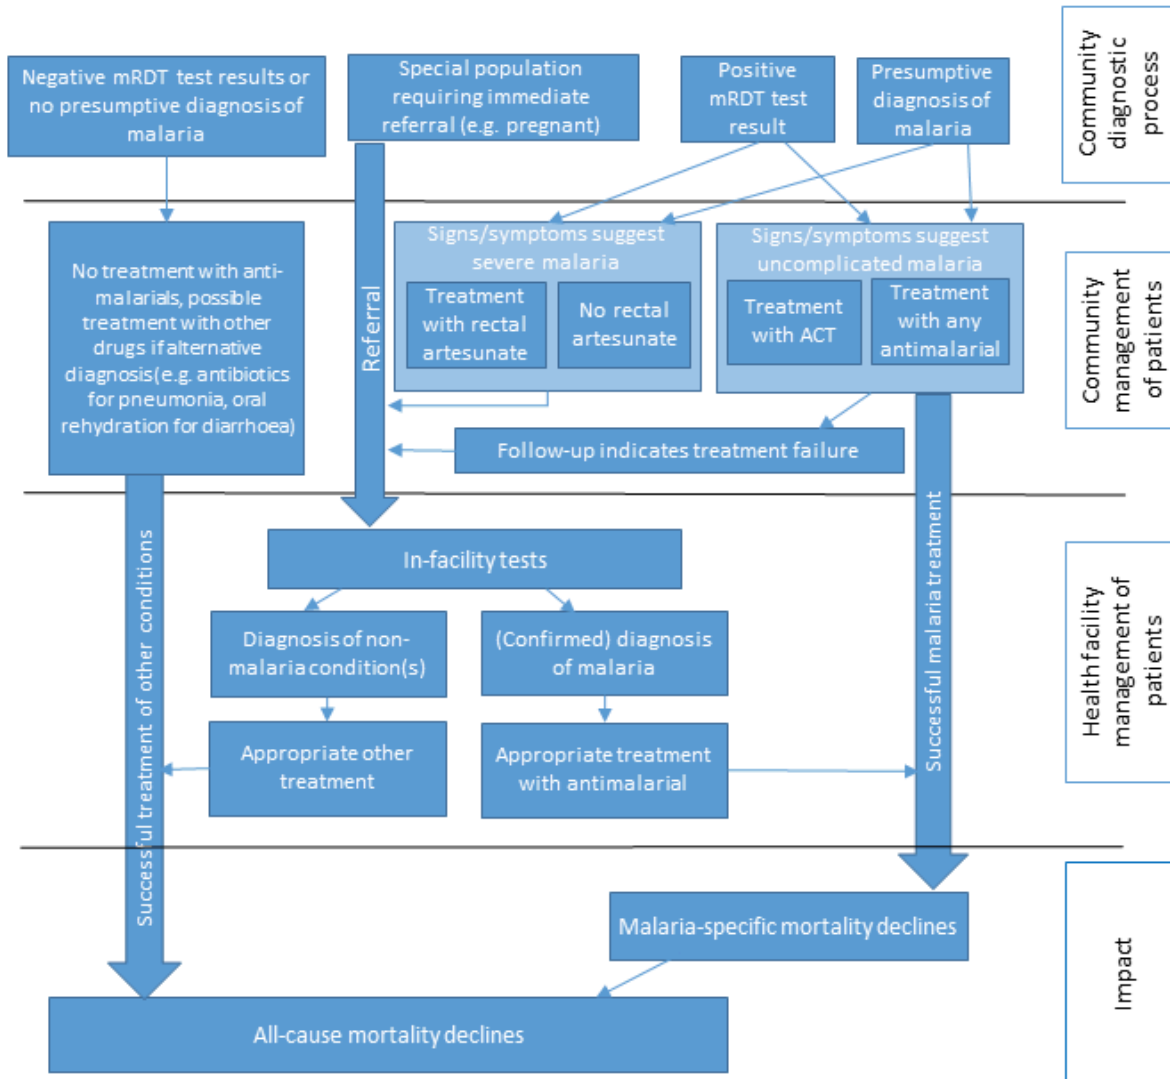 Negative mRDT test results or
no presumptive diagnosis of
malaria
Special population
requiring immediate
referral (e.g. pregnant)
Positive
mRDT test
result
Presumptive
diagnosis of
malaria
Community
diagnostic
process
No treatment with anti-
malarials, possible
treatment with other
drugs if alternative
diagnosis(e.g. antibiotics
for pneumonia, oral
rehydration for diarrhoea)
Referral
Signs/symptoms suggest
severe malaria
Treatment
with rectal
artesunate
No rectal
artesunate
Signs/symptoms suggest
uncomplicated malaria
Treatment
with ACT
Treatment
with any
antimalarial
Community
management
of patients
Follow-up indicates treatment failure
Successful treatment of other conditions
In-facility tests
Diagnosis of non-
malaria condition(s)
(Confirmed) diagnosis
of malaria
Appropriate other
treatment
Appropriate treatment
with antimalarial
Successful malaria treatment
Health facility
management of
patients
Malaria-specific mortality declines
All-cause mortality declines
Impact